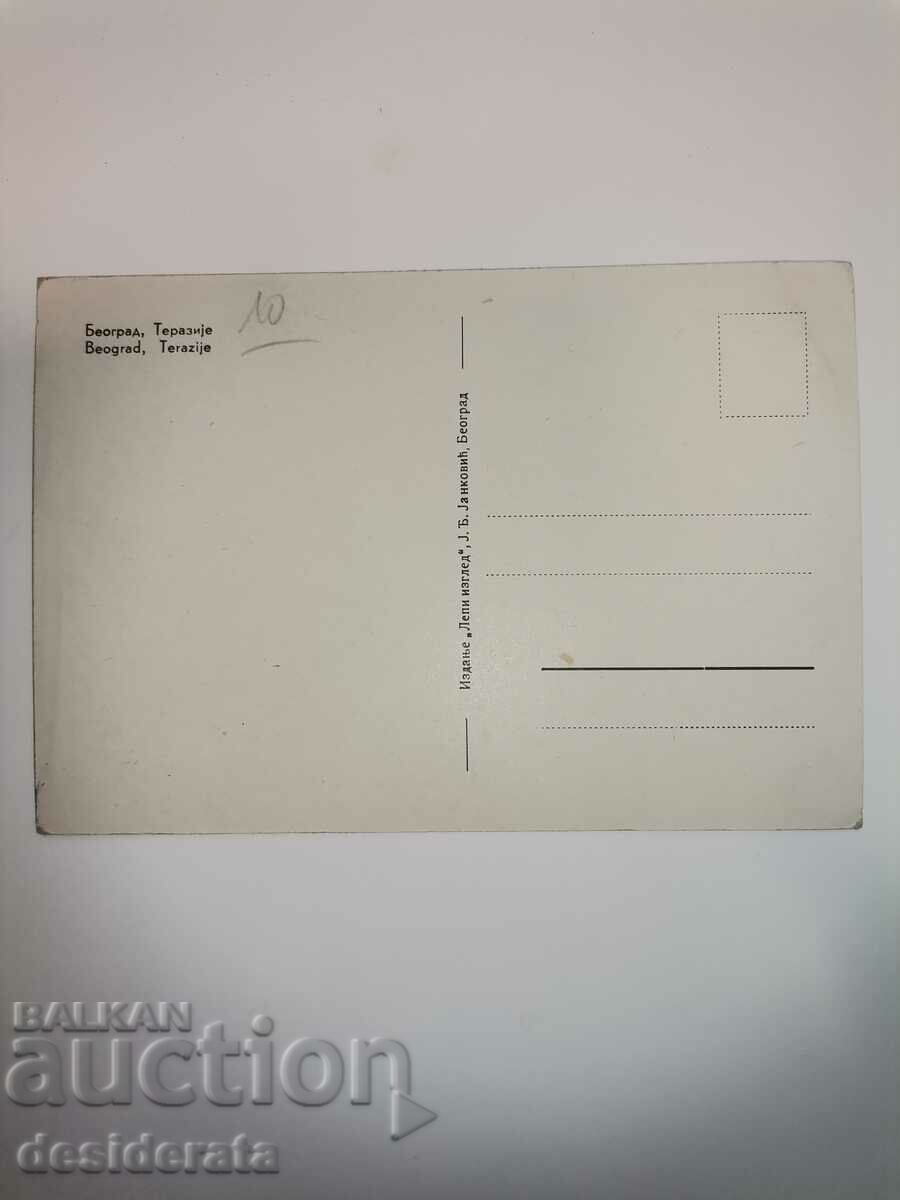 Београд, Теразије
Beograd, Terazije
10
Издање „Лепи изглед“, Ј. Ђ. Јанковић, Београд
BALKAN
auction
desiderata